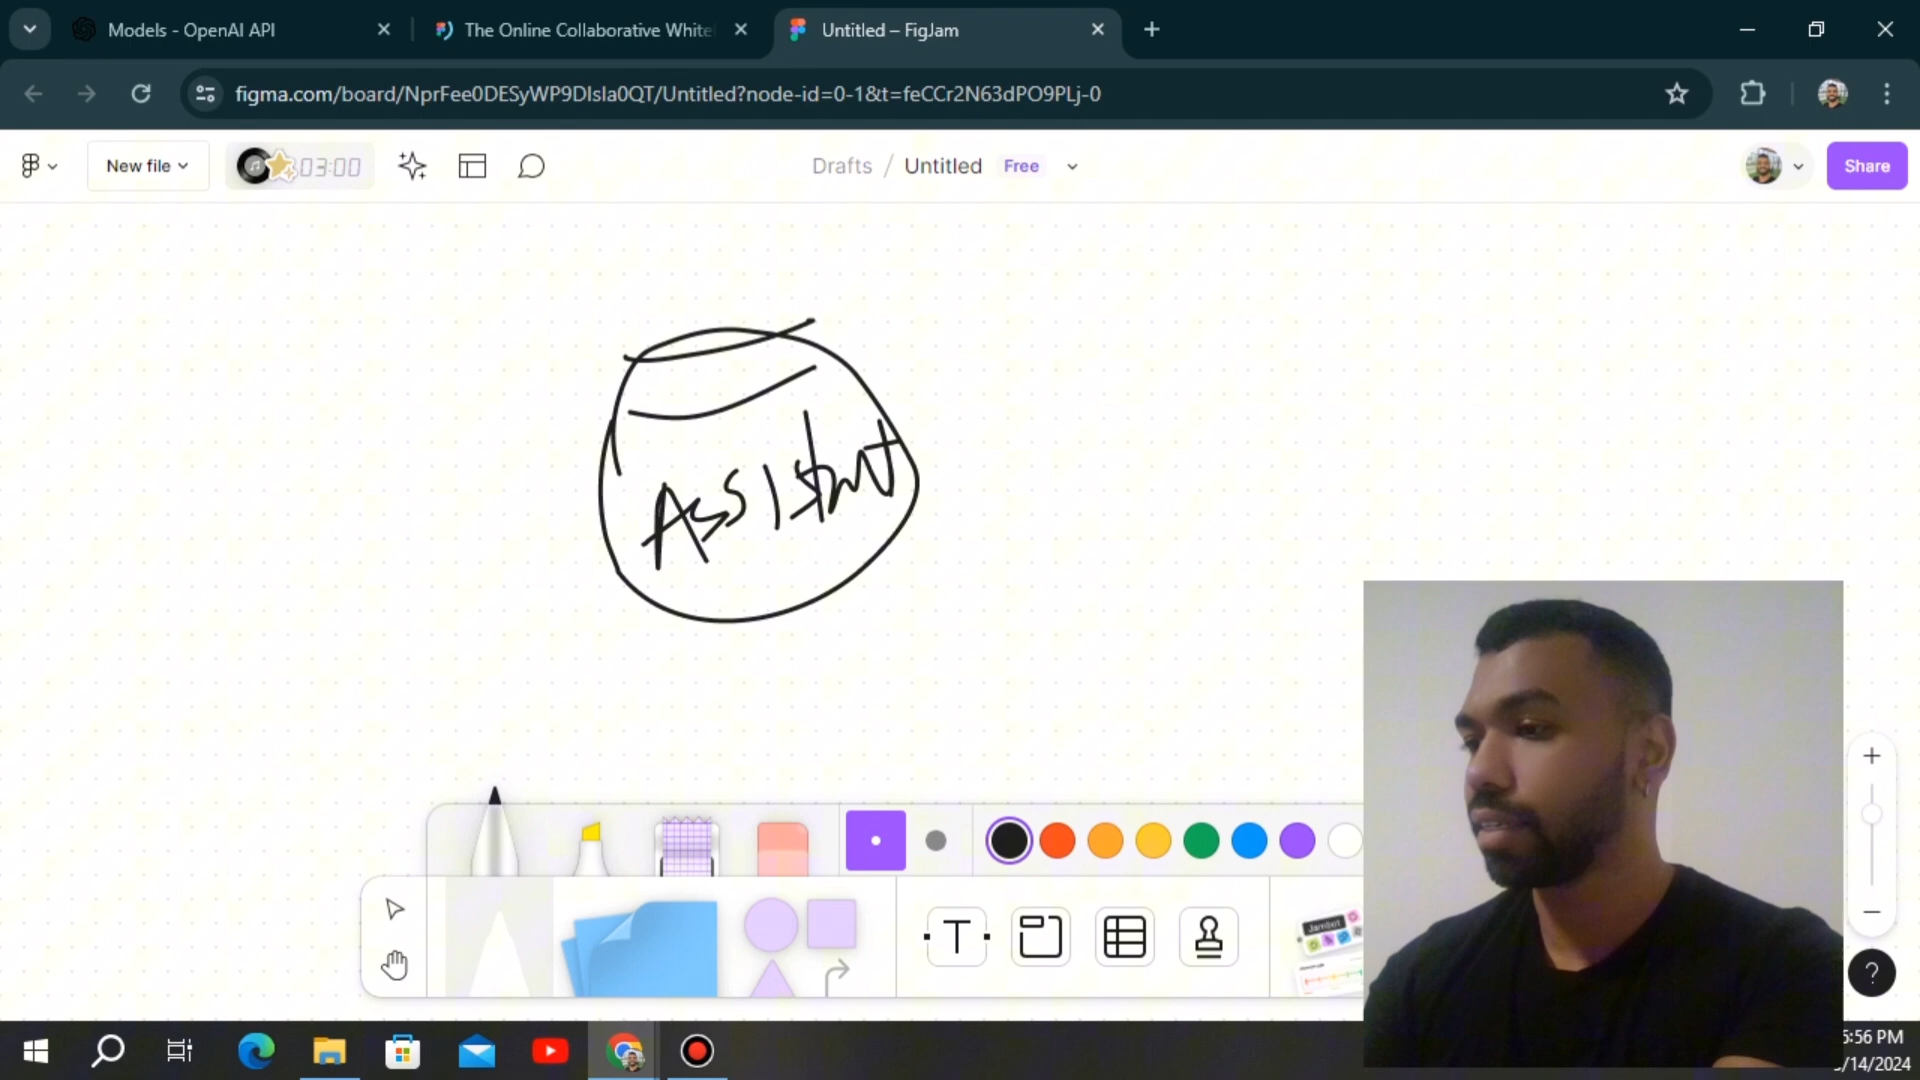 Models - OpenAI API
The Online Collaborative White
Untitled – FigJam
figma.com/board/NprFee0DESyWP9DIsla0QT/Untitled?node-id=0-1&t=feCCr2N63dPO9PLj-0
New file
03:00
Drafts / Untitled Free
Share
Assistant
T
Jambot
?
5:56 PM
/14/2024